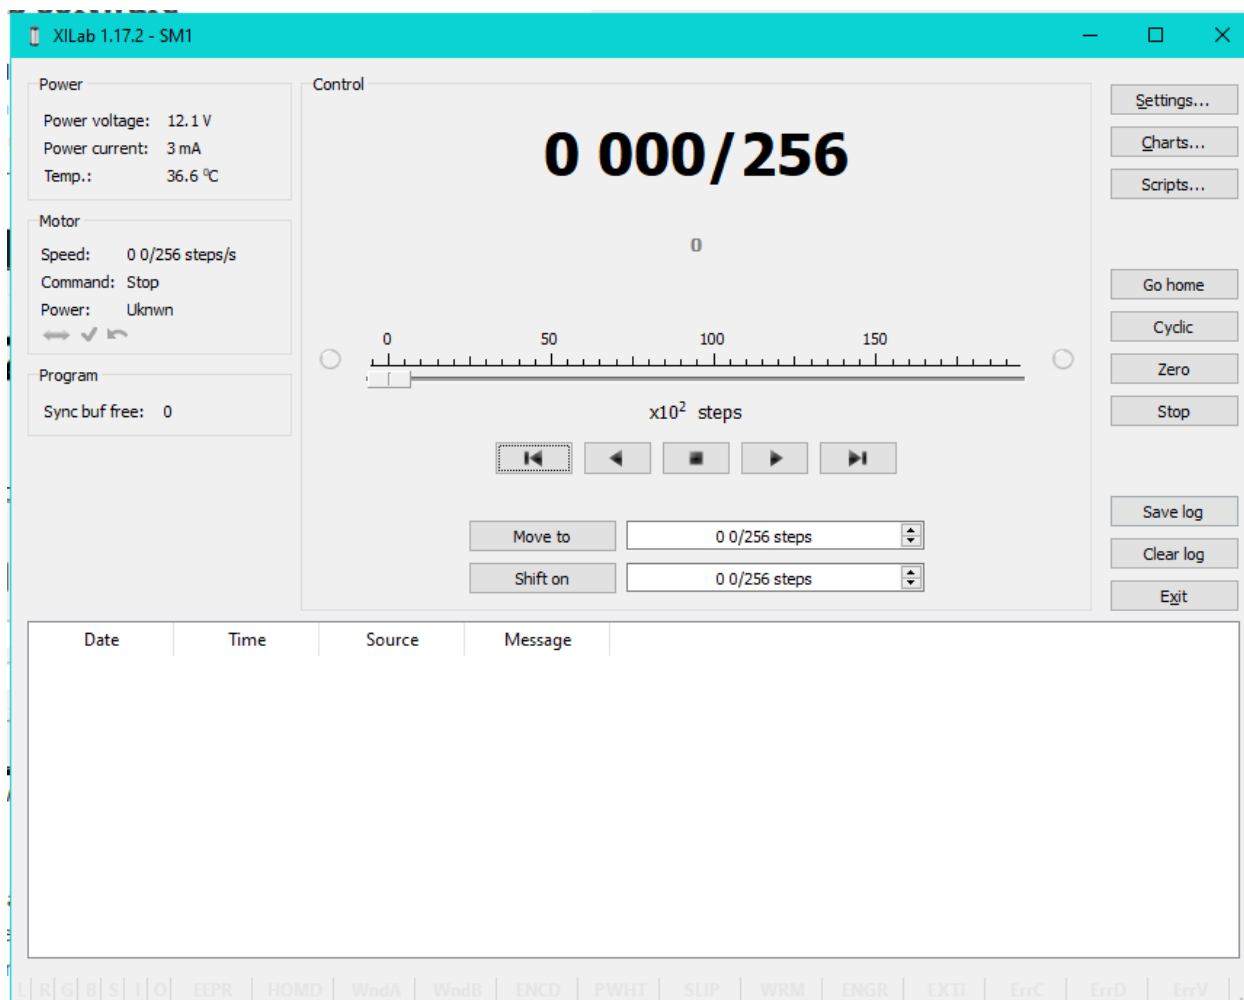 XILab 1.17.2 - SM1
Power
Power voltage: 12.1 V
Power current: 3 mA
Temp.: 36.6 ⁰C
Motor
Speed: 0 0/256 steps/s
Command: Stop
Power: Uknwn
Program
Sync buf free: 0
Control
0 000/256
0
0 50 100 150
x10² steps
Move to 0 0/256 steps
Shift on 0 0/256 steps
Settings...
Charts...
Scripts...
Go home
Cyclic
Zero
Stop
Save log
Clear log
Exit
Date Time Source Message
L R G B S I O EEPR HOMD WndA WndB ENCD PWHT SLIP WRM ENGR EXTi ErrC ErrD ErrV